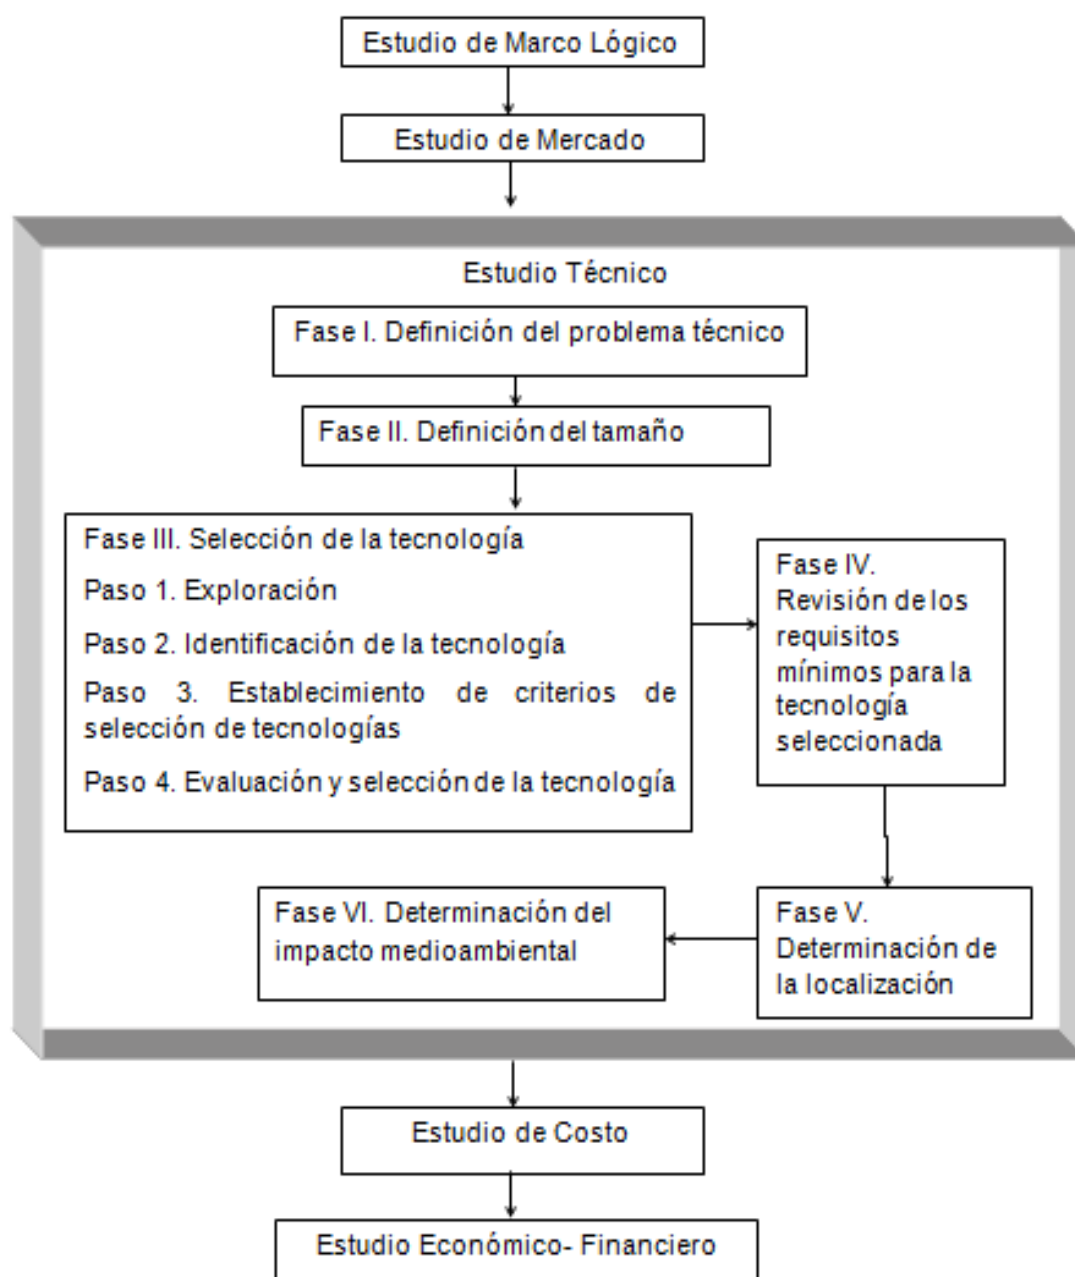 Estudio de Marco Lógico
Estudio de Mercado
Estudio Técnico
Fase I. Definición del problema técnico
Fase II. Definición del tamaño
Fase III. Selección de la tecnología
Paso 1. Exploración
Paso 2. Identificación de la tecnología
Paso 3. Establecimiento de criterios de
selección de tecnologías
Paso 4. Evaluación y selección de la tecnología
Fase IV.
Revisión de los
requisitos
mínimos para la
tecnología
seleccionada
Fase V.
Determinación de
la localización
Fase VI. Determinación del
impacto medioambiental
Estudio de Costo
Estudio Económico- Financiero